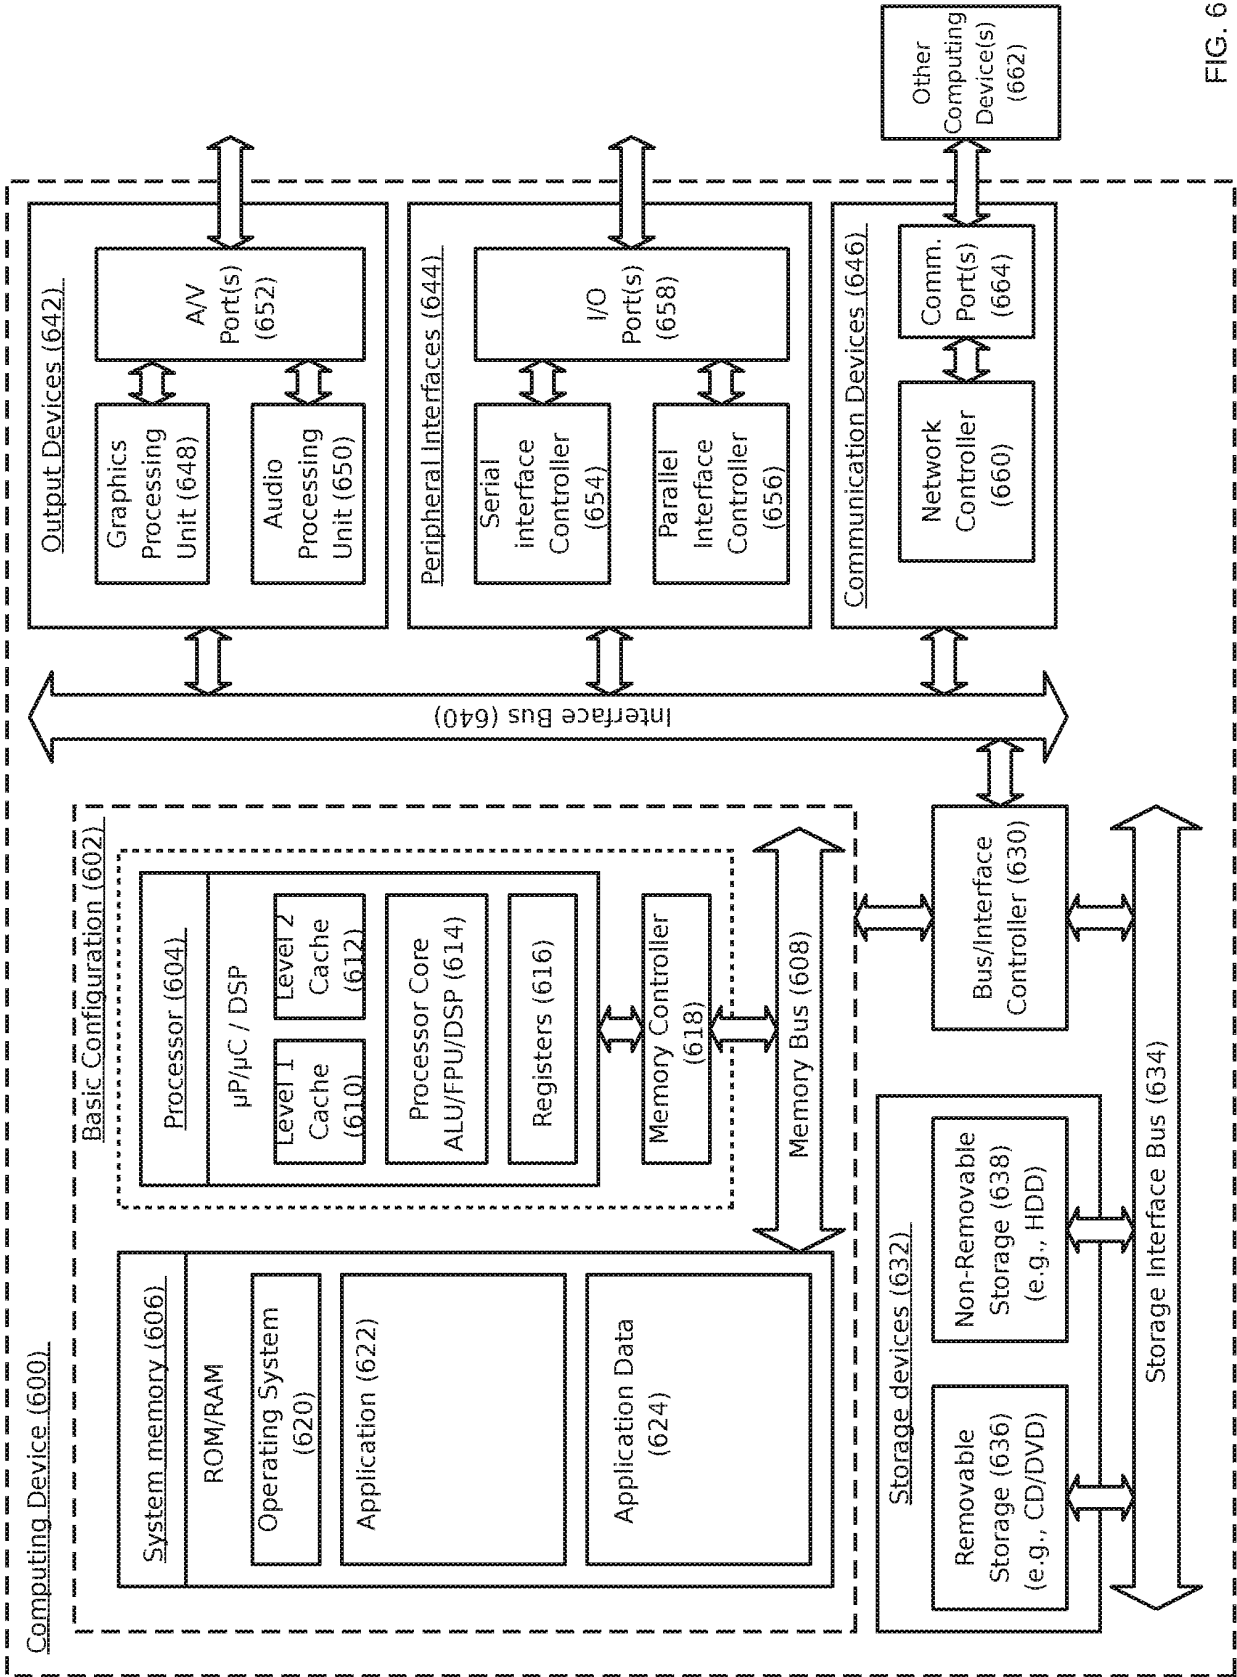 Computing Device (600)
Basic Configuration (602)
System memory (606)
ROM/RAM
Operating System
(620)
Application (622)
Application Data
(624)
Processor (604)
µP/µC / DSP
Level 1
Cache
(610)
Level 2
Cache
(612)
Processor Core
ALU/FPU/DSP (614)
Registers (616)
Memory Controller
(618)
Memory Bus (608)
Storage devices (632)
Removable
Storage (636)
(e.g., CD/DVD)
Non-Removable
Storage (638)
(e.g., HDD)
Bus/Interface
Controller (630)
Storage Interface Bus (634)
Interface Bus (640)
Output Devices (642)
Graphics
Processing
Unit (648)
Audio
Processing
Unit (650)
A/V
Port(s)
(652)
Peripheral Interfaces (644)
Serial
interface
Controller
(654)
Parallel
Interface
Controller
(656)
I/O
Port(s)
(658)
Communication Devices (646)
Network
Controller
(660)
Comm.
Port(s)
(664)
Other
Computing
Device(s)
(662)
FIG. 6